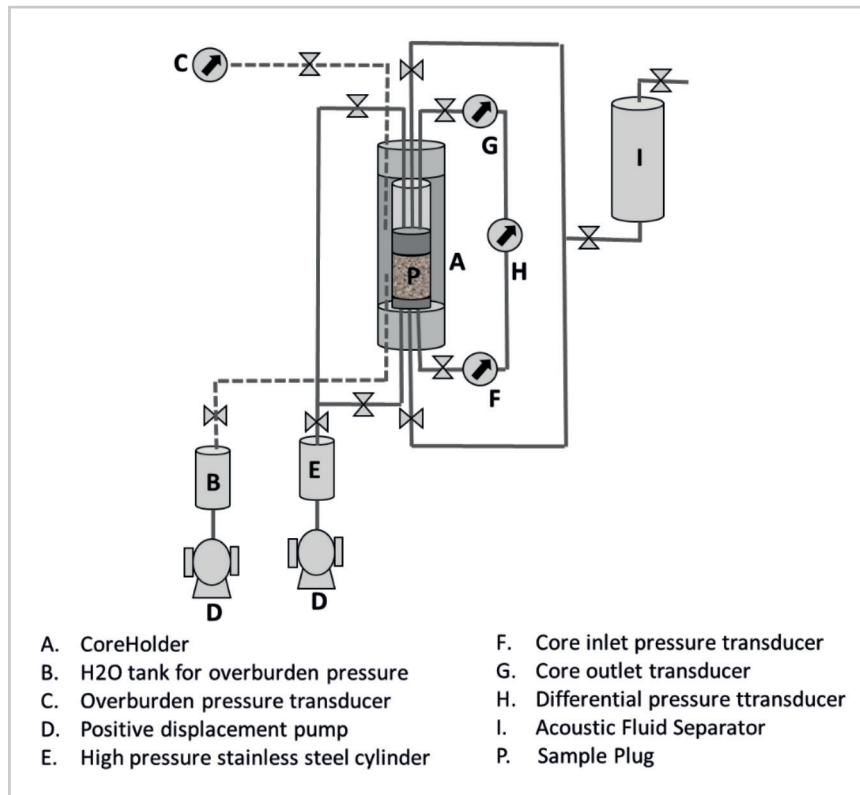 C
G
I
A
P
H
F
B
E
D
D
A. CoreHolder
B. H2O tank for overburden pressure
C. Overburden pressure transducer
D. Positive displacement pump
E. High pressure stainless steel cylinder
F. Core inlet pressure transducer
G. Core outlet transducer
H. Differential pressure ttransducer
I. Acoustic Fluid Separator
P. Sample Plug